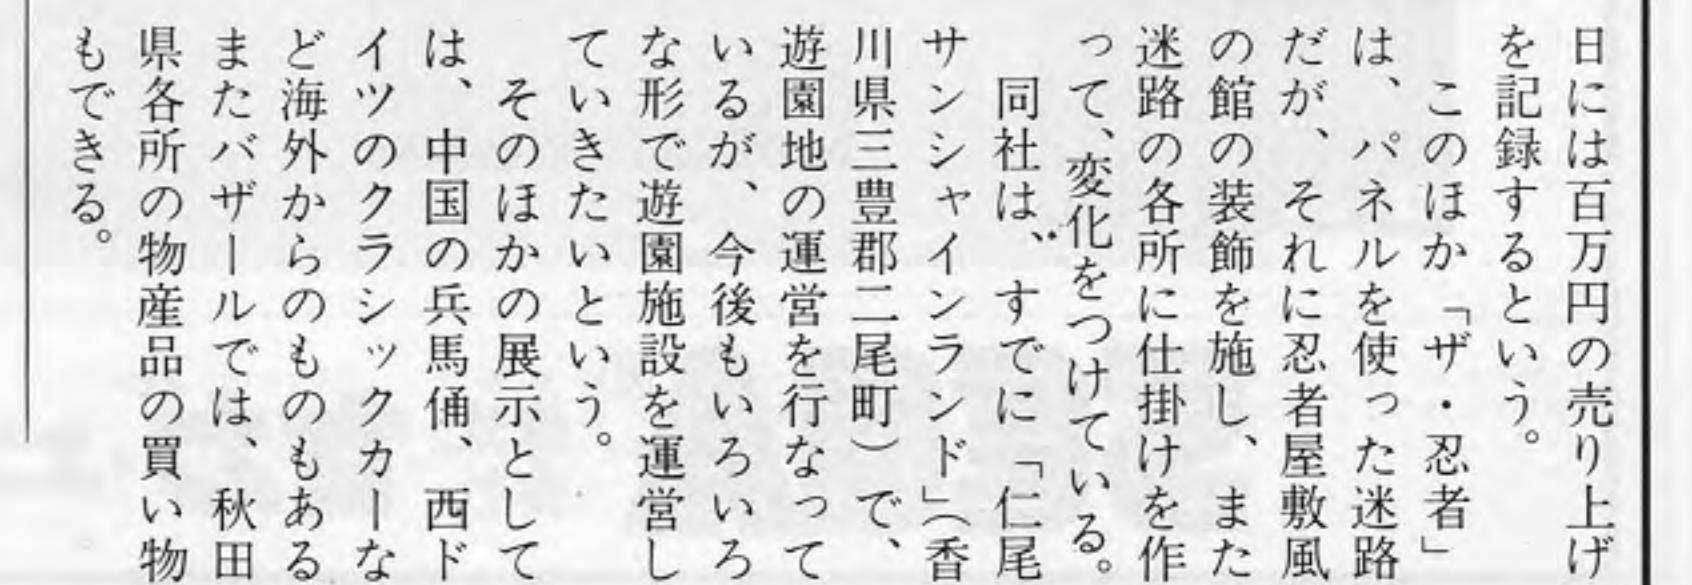 日には百万円の売り上げ
を記録するという。
このほか「ザ・忍者」
は、パネルを使った迷路
だが、それに忍者屋敷風
の館の装飾を施し、また
迷路の各所に仕掛けを作
って、変化をつけている。
同社は、すでに「仁尾
サンシャインランド」(香
川県三豊郡二尾町)で、
遊園地の運営を行なって
いるが、今後もいろいろ
な形で遊園施設を運営し
ていきたいという。
そのほかの展示として
は、中国の兵馬俑、西ド
イツのクラシックカーな
ど海外からのものもある
またバザールでは、秋田
県各所の物産品の買い物
もできる。